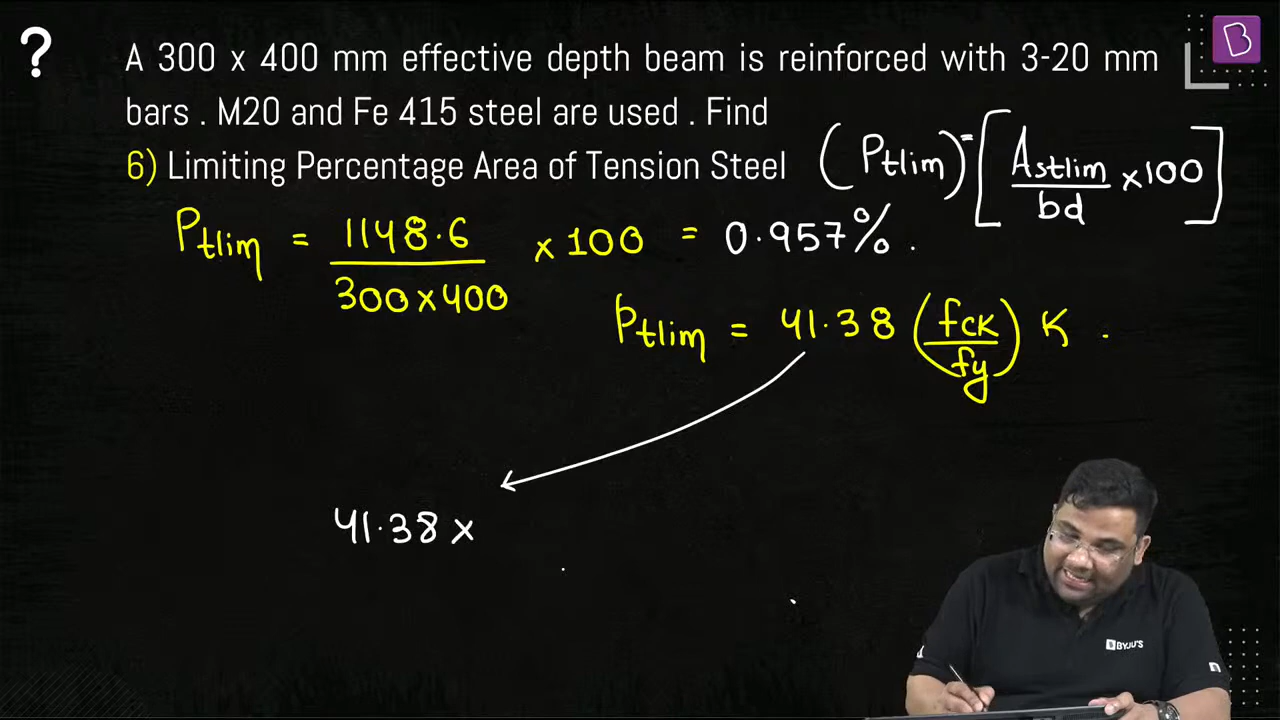 ?
A 300 x 400 mm effective depth beam is reinforced with 3-20 mm
bars . M20 and Fe 415 steel are used . Find
6) Limiting Percentage Area of Tension Steel (Ptlim) = [Astlim/bd x100]
Ptlim = 1148.6/300x400 x 100 = 0.957% .
Ptlim = 41.38 (fck/fy) K .
41.38 x
B
BYJU'S